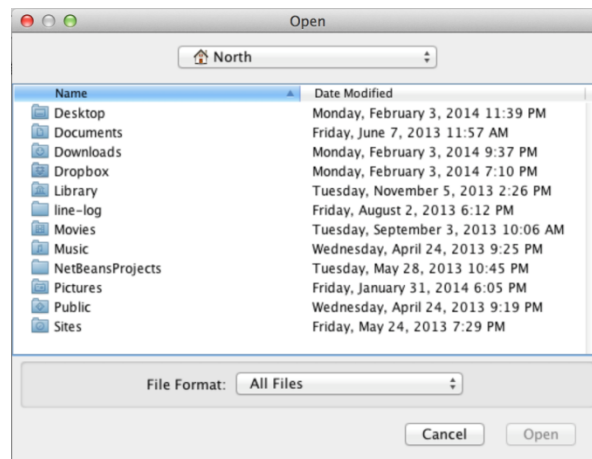 Open
North
Name Date Modified
Desktop Monday, February 3, 2014 11:39 PM
Documents Friday, June 7, 2013 11:57 AM
Downloads Monday, February 3, 2014 9:37 PM
Dropbox Monday, February 3, 2014 7:10 PM
Library Tuesday, November 5, 2013 2:26 PM
line-log Friday, August 2, 2013 6:12 PM
Movies Tuesday, September 3, 2013 10:06 AM
Music Wednesday, April 24, 2013 9:25 PM
NetBeansProjects Tuesday, May 28, 2013 10:45 PM
Pictures Friday, January 31, 2014 6:05 PM
Public Wednesday, April 24, 2013 9:19 PM
Sites Friday, May 24, 2013 7:29 PM
File Format: All Files
Cancel Open